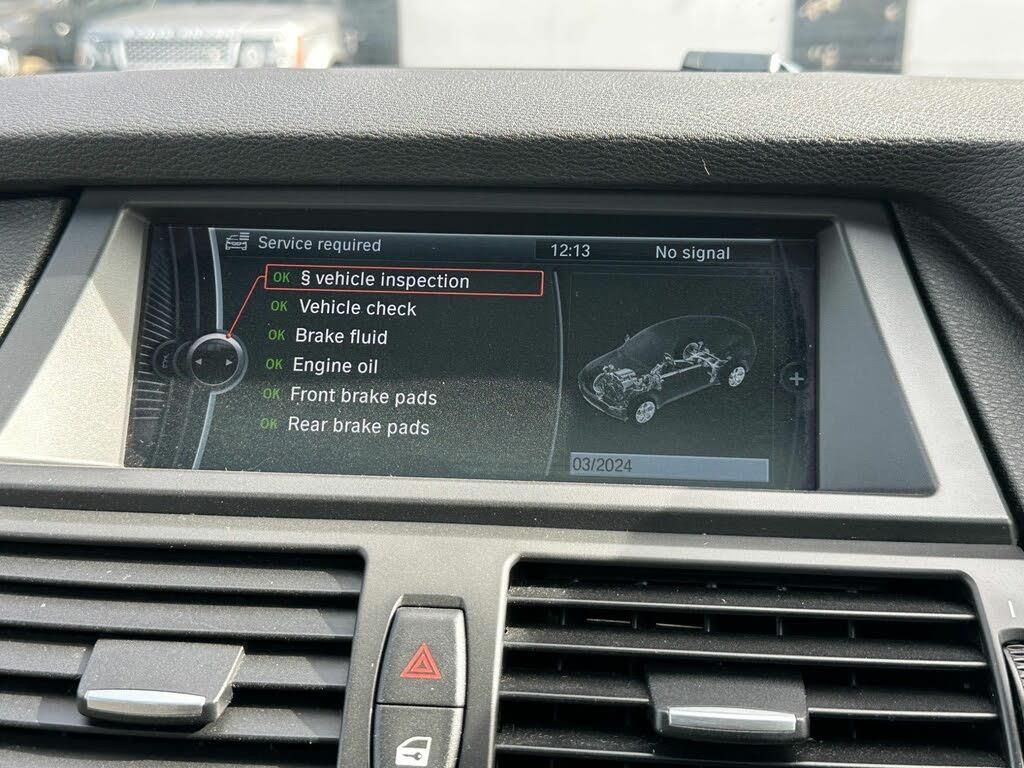 Service required
12:13
No signal
OK § vehicle inspection
OK Vehicle check
OK Brake fluid
OK Engine oil
OK Front brake pads
OK Rear brake pads
03/2024